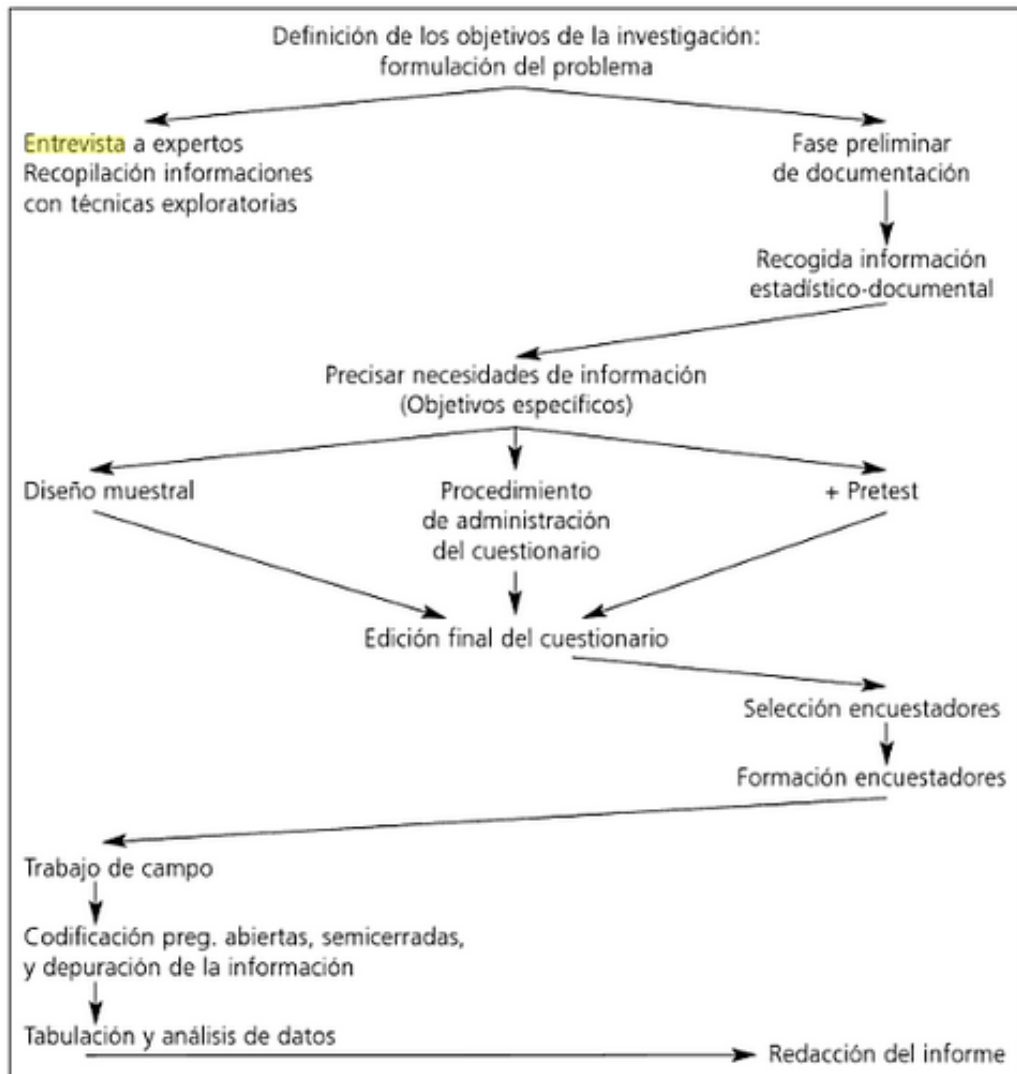 Definición de los objetivos de la investigación:
formulación del problema
Entrevista a expertos
Recopilación informaciones
con técnicas exploratorias
Fase preliminar
de documentación
Recogida información
estadístico-documental
Precisar necesidades de información
(Objetivos específicos)
Diseño muestral
Procedimiento
de administración
del cuestionario
+ Pretest
Edición final del cuestionario
Selección encuestadores
Formación encuestadores
Trabajo de campo
Codificación preg. abiertas, semicerradas,
y depuración de la información
Tabulación y análisis de datos
Redacción del informe